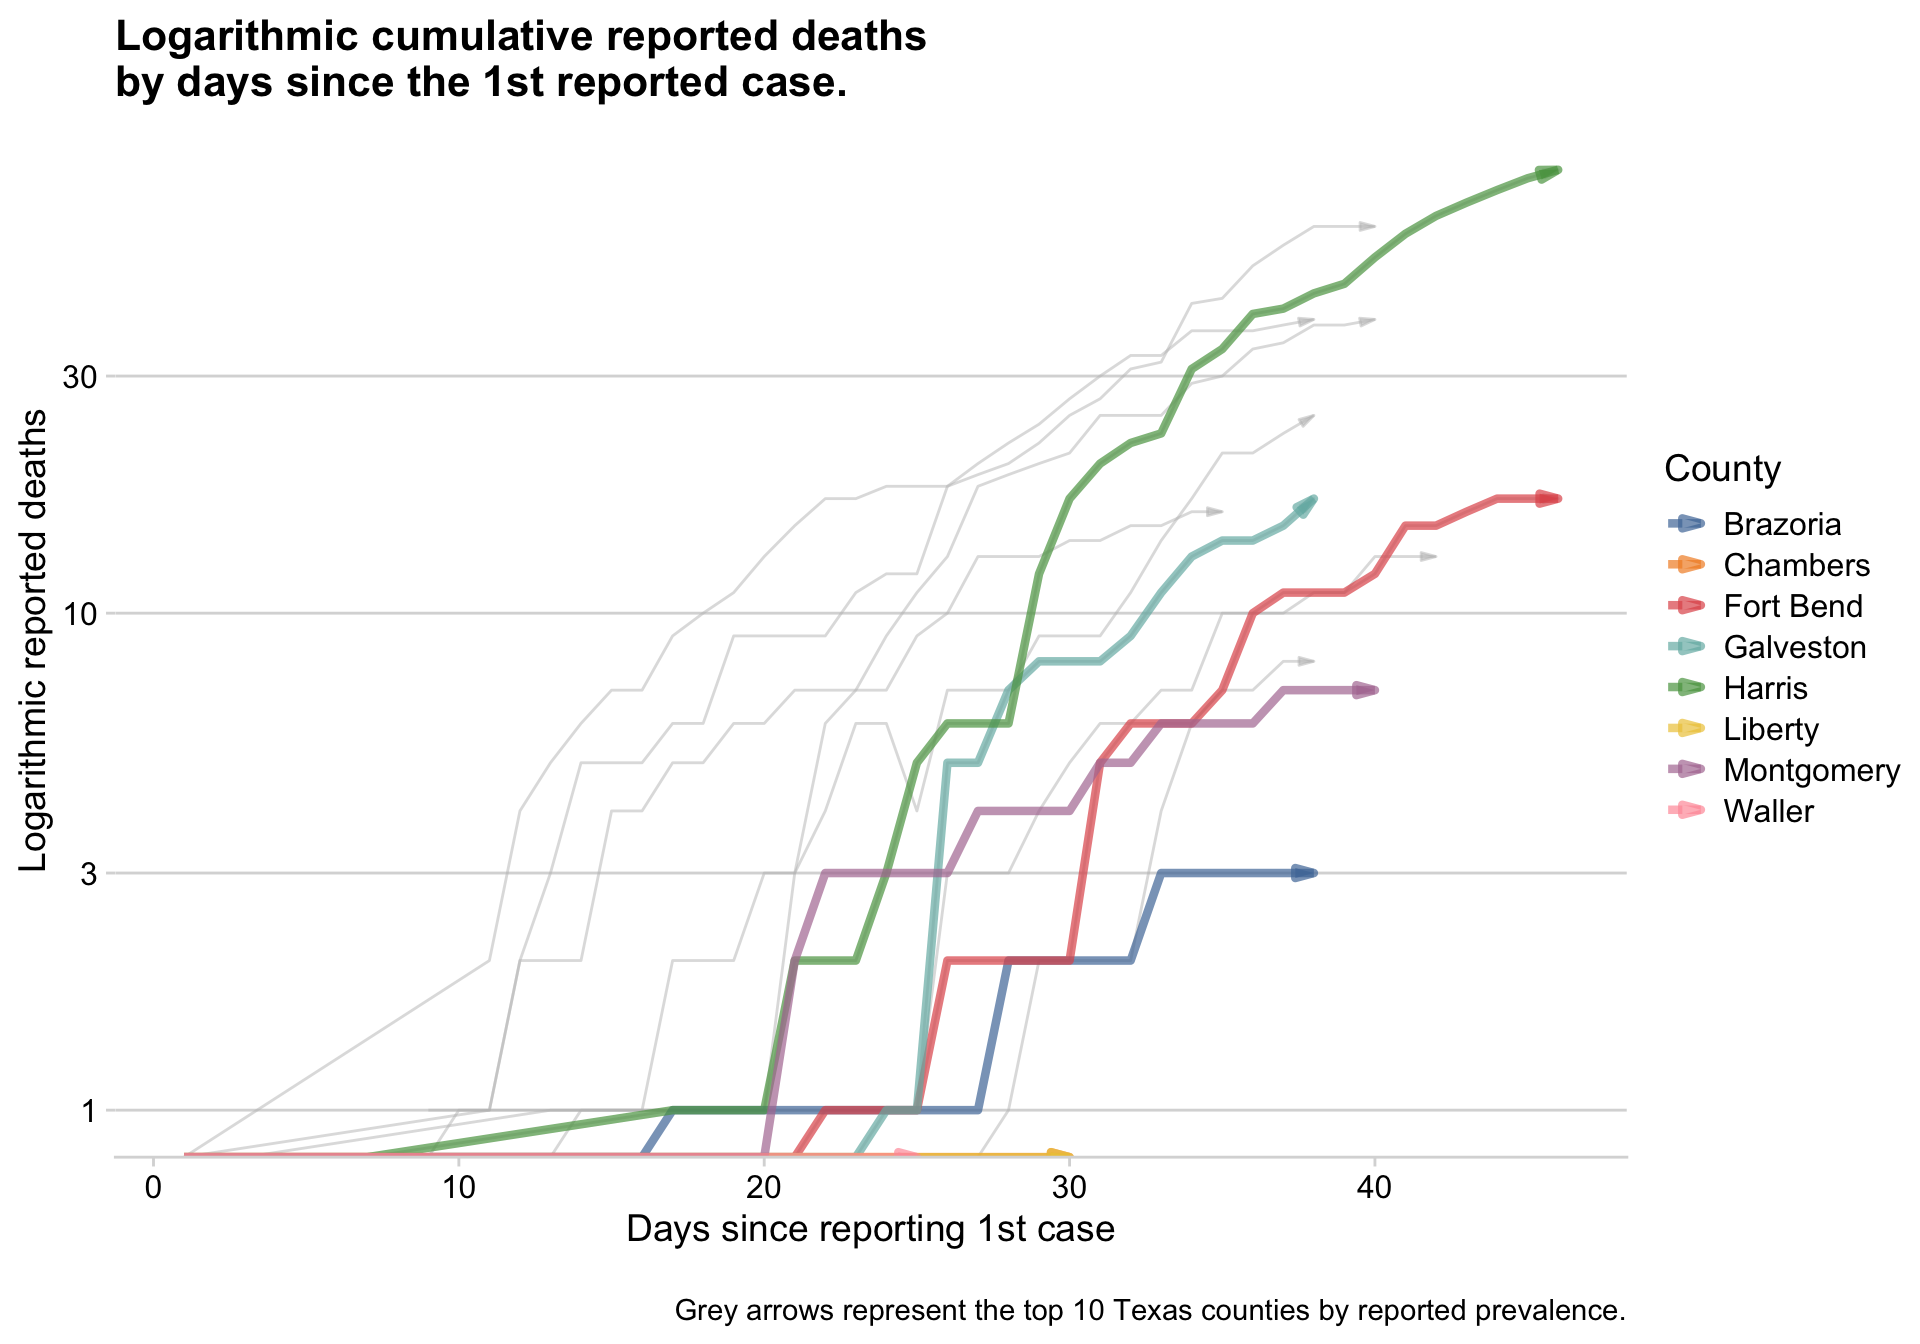 Logarithmic cumulative reported deaths
by days since the 1st reported case.
Logarithmic reported deaths
30
10
3
1
0
10
20
30
40
Days since reporting 1st case
County
Brazoria
Chambers
Fort Bend
Galveston
Harris
Liberty
Montgomery
Waller
Grey arrows represent the top 10 Texas counties by reported prevalence.